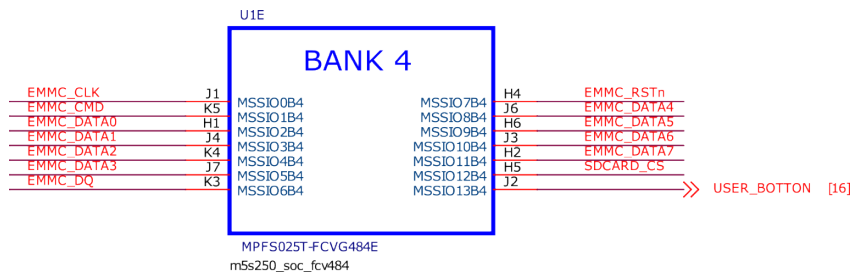 U1E
BANK 4
EMMC_CLK J1 MSSIO0B4 MSSIO7B4 H4 EMMC_RSTn
EMMC_CMD K5 MSSIO1B4 MSSIO8B4 J6 EMMC_DATA4
EMMC_DATA0 H1 MSSIO2B4 MSSIO9B4 H6 EMMC_DATA5
EMMC_DATA1 J4 MSSIO3B4 MSSIO10B4 J3 EMMC_DATA6
EMMC_DATA2 K4 MSSIO4B4 MSSIO11B4 H2 EMMC_DATA7
EMMC_DATA3 J7 MSSIO5B4 MSSIO12B4 H5 SDCARD_CS
EMMC_DQ K3 MSSIO6B4 MSSIO13B4 J2 USER_BOTTON [16]
MPFS025T-FCVG484E
m5s250_soc_fcv484